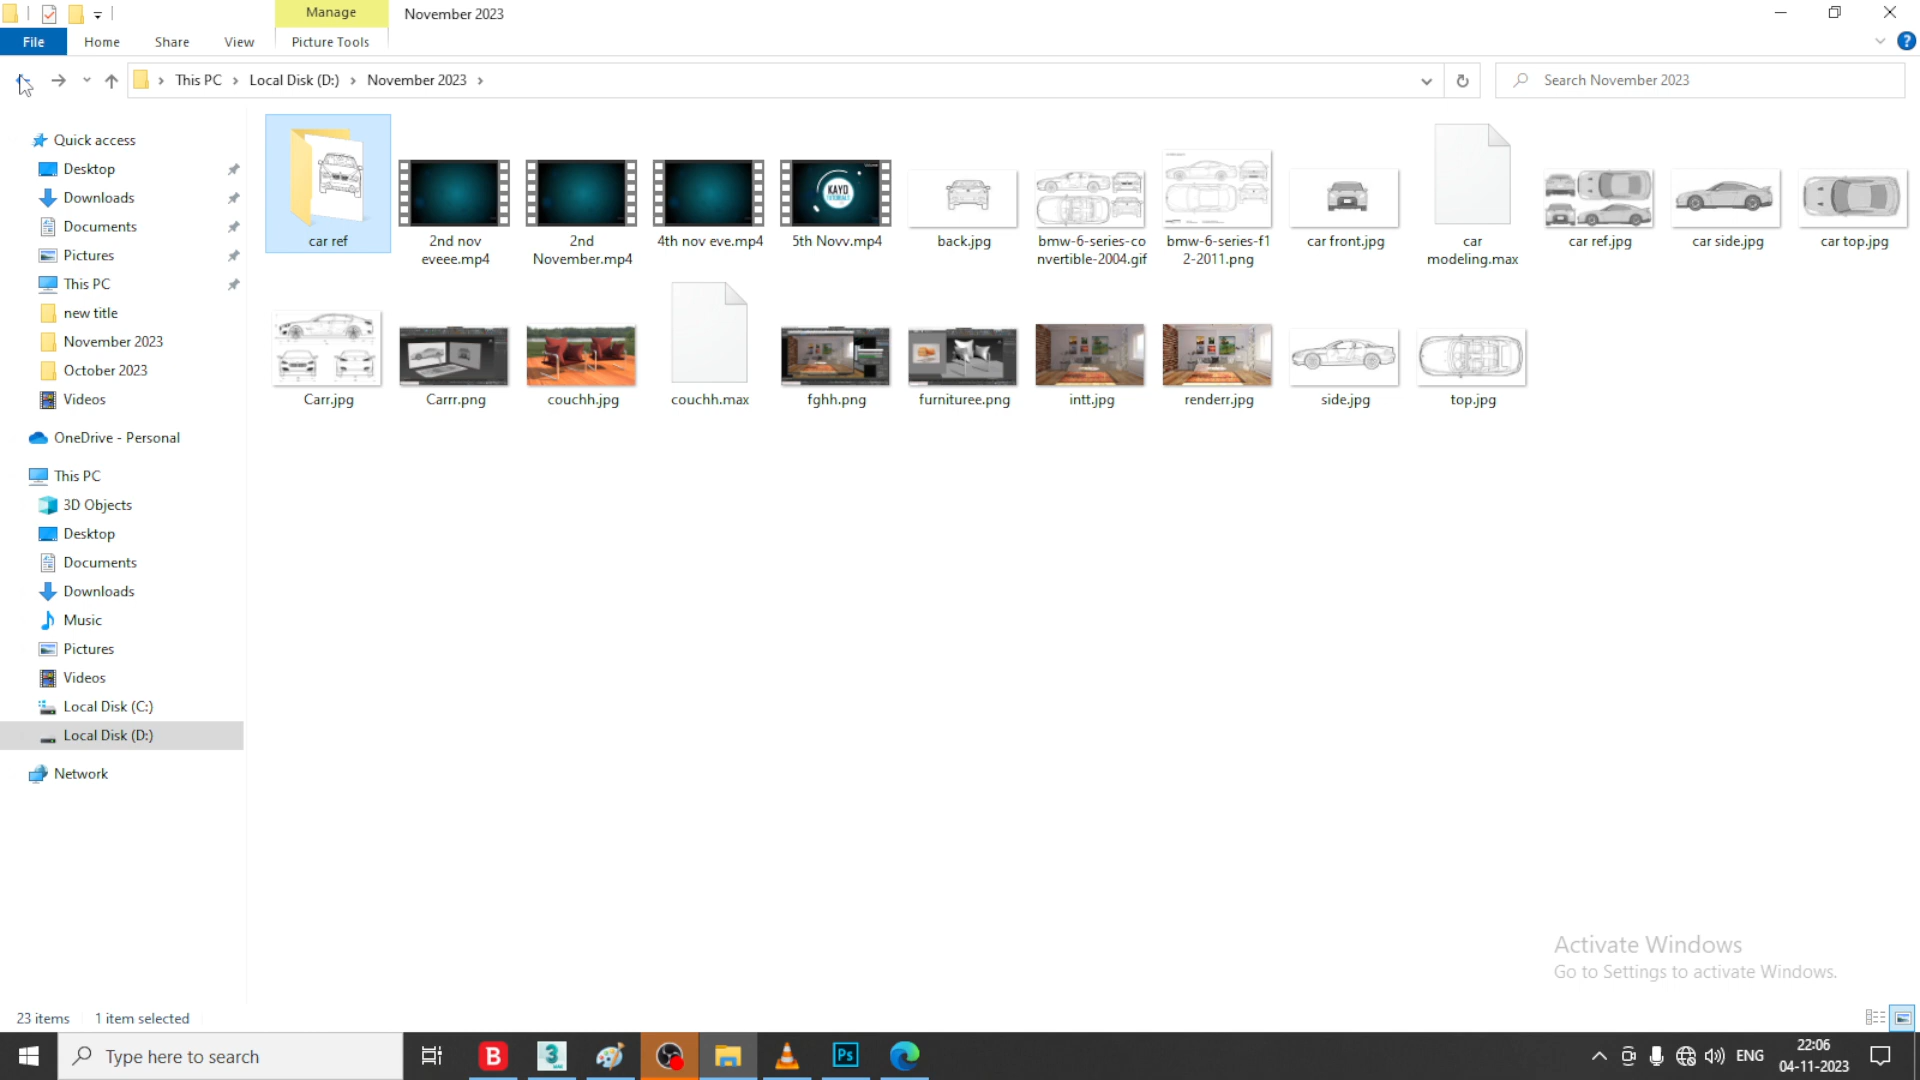 Manage
November 2023
File
Home
Share
View
Picture Tools
This PC
Local Disk (D:)
November 2023
Search November 2023
Quick access
Desktop
Downloads
Documents
Pictures
This PC
new title
November 2023
October 2023
Videos
OneDrive - Personal
This PC
3D Objects
Desktop
Documents
Downloads
Music
Pictures
Videos
Local Disk (C:)
Local Disk (D:)
Network
car ref
2nd nov
eveee.mp4
2nd
November.mp4
4th nov eve.mp4
KAYO
5th Novv.mp4
back.jpg
bmw-6-series-co
nvertible-2004.gif
bmw-6-series-f1
2-2011.png
car front.jpg
car
modeling.max
car ref.jpg
car side.jpg
car top.jpg
Carr.jpg
Carrr.png
couchh.jpg
couchh.max
fghh.png
furnituree.png
intt.jpg
renderr.jpg
side.jpg
top.jpg
Activate Windows
Go to Settings to activate Windows.
23 items
1 item selected
Type here to search
B
3
Ps
ENG
22:06
04-11-2023